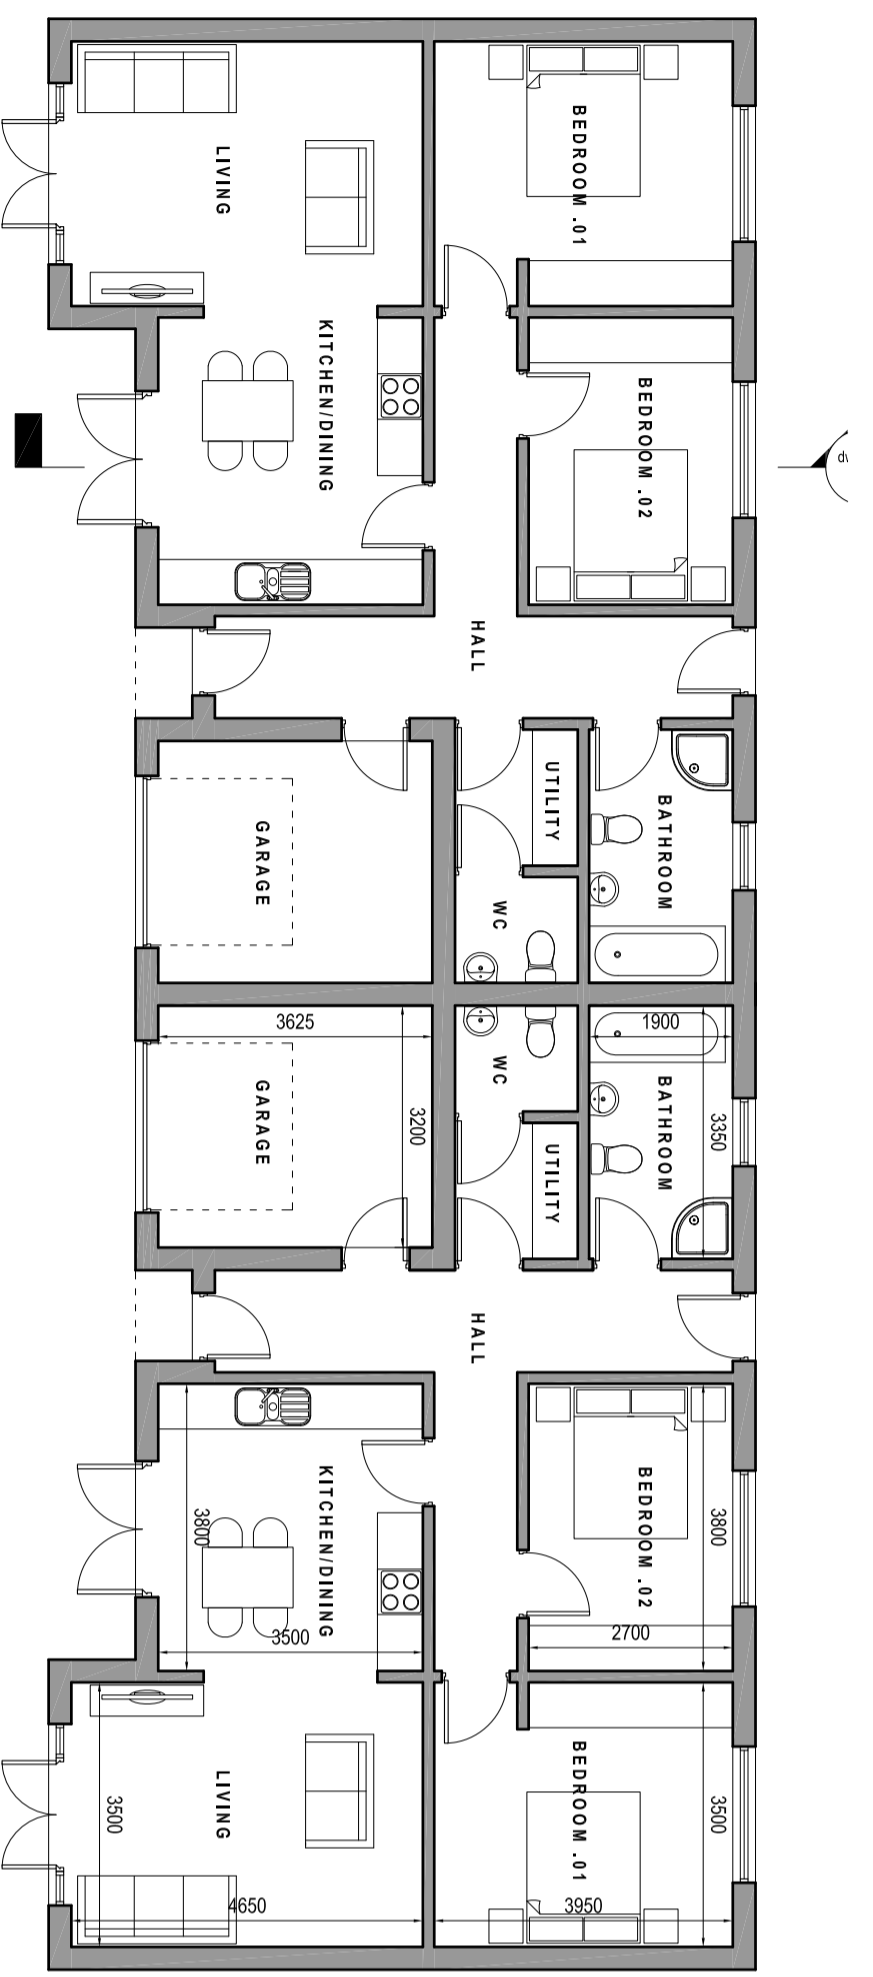 BEDROOM .01
LIVING
KITCHEN/DINING
BEDROOM .02
HALL
UTILITY
BATHROOM
GARAGE
WC
3625
1900
WC
BATHROOM
GARAGE
3200
3350
UTILITY
HALL
KITCHEN/DINING
BEDROOM .02
3800
3800
3500
2700
BEDROOM .01
LIVING
3500
3500
4650
3950